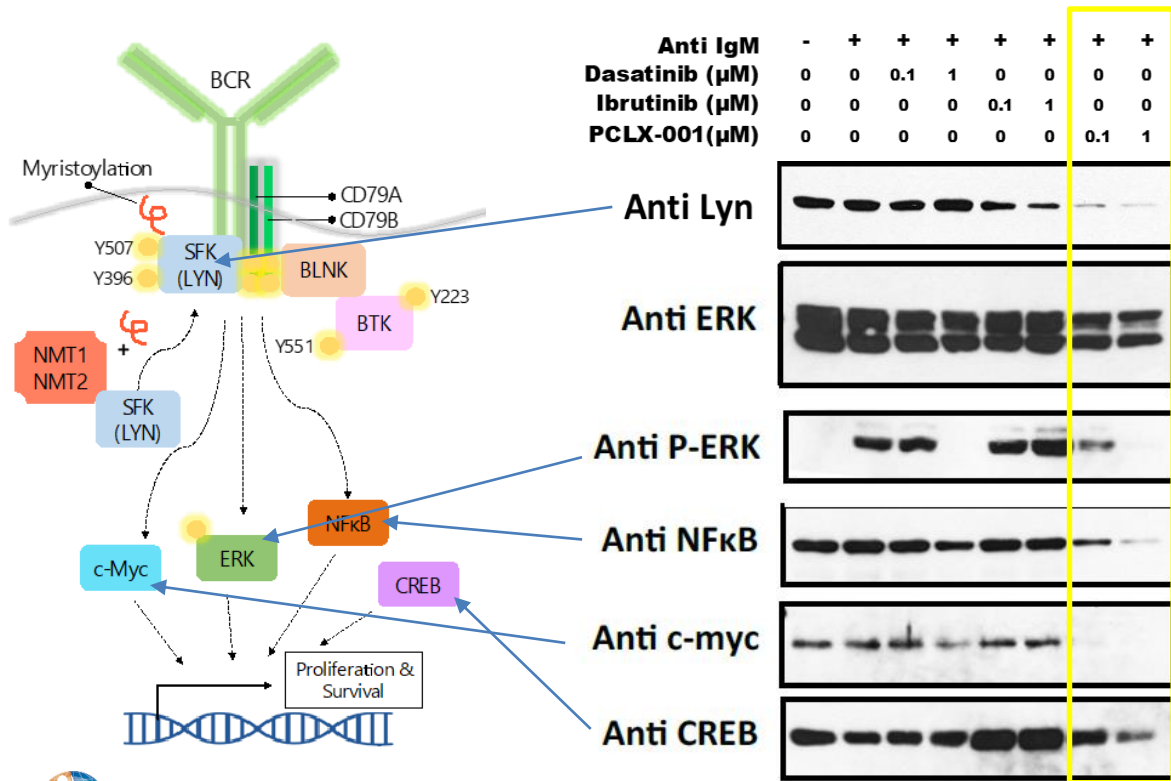 BCR
Myristoylation
CD79A
CD79B
Y507
SFK
(LYN)
Y396
BLNK
Y223
BTK
Y551
NMT1
NMT2
+
SFK
(LYN)
NFκB
ERK
c-Myc
CREB
Proliferation &
Survival
Anti IgM - + + + + + + +
Dasatinib (µM) 0 0 0.1 1 0 0 0 0
Ibrutinib (µM) 0 0 0 0 0.1 1 0 0
PCLX-001(µM) 0 0 0 0 0 0 0.1 1
Anti Lyn
Anti ERK
Anti P-ERK
Anti NFκB
Anti c-myc
Anti CREB